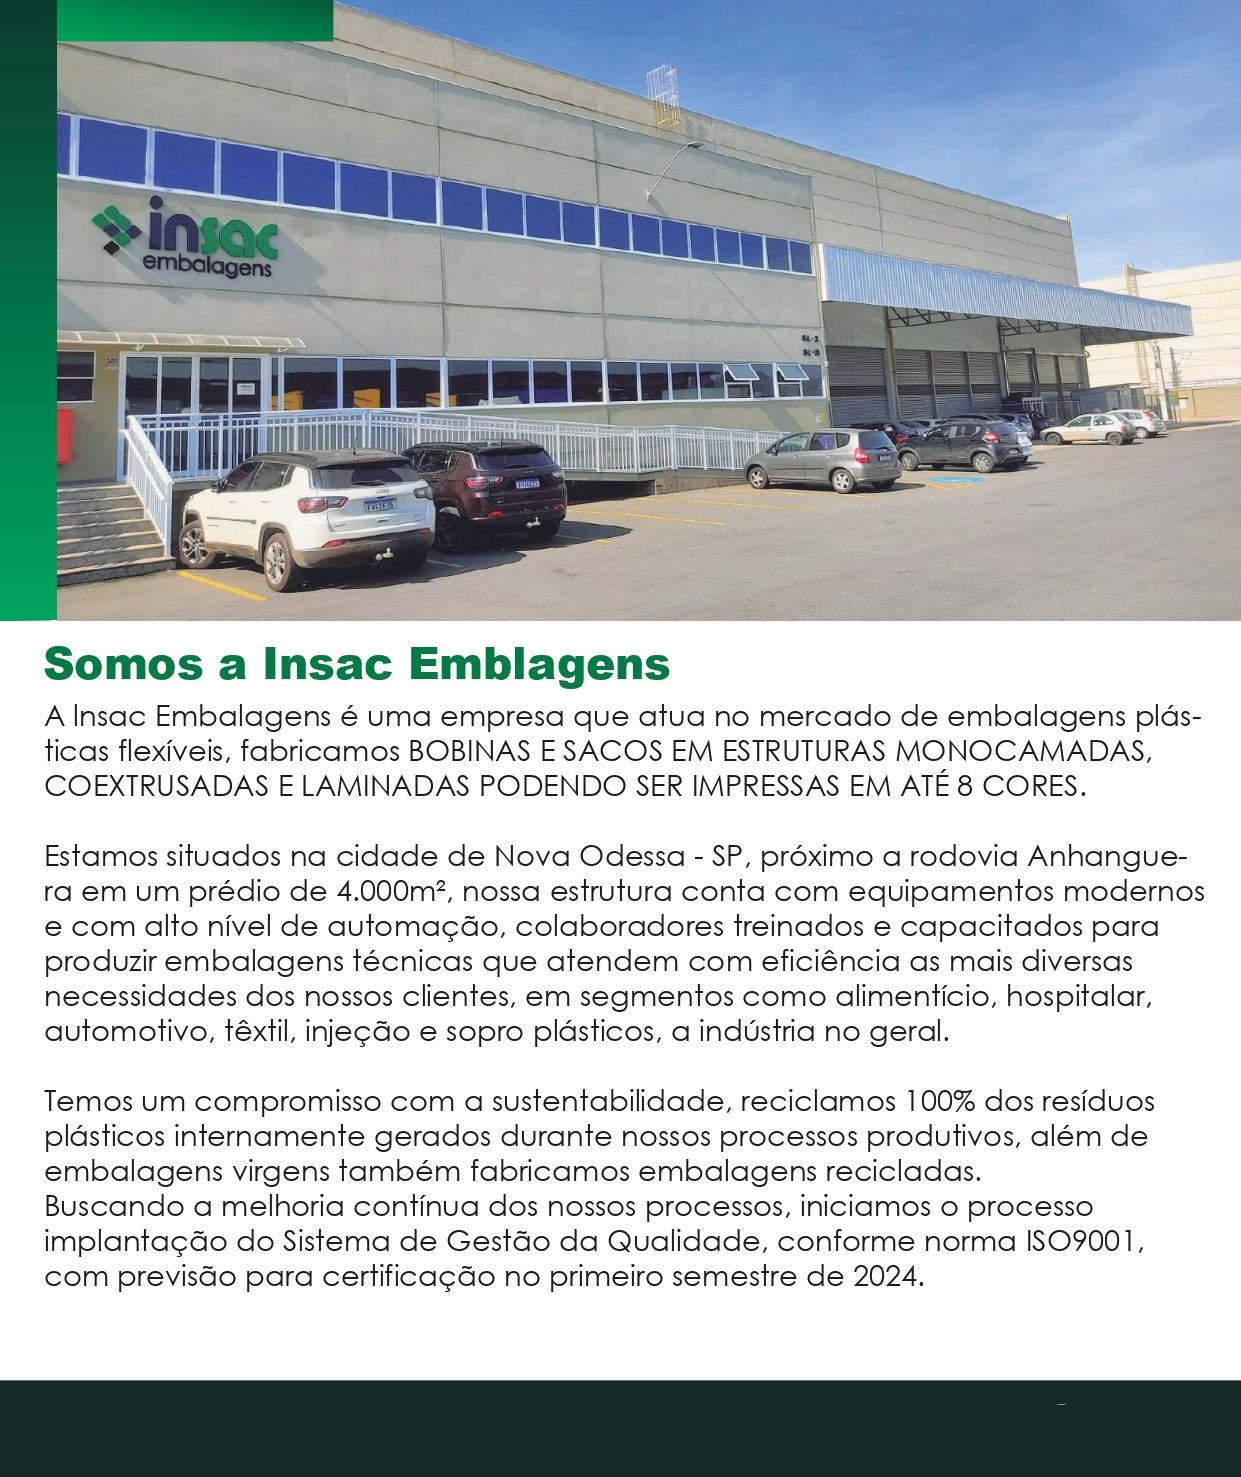 insac
embalagens
Somos a Insac Emblagens
A Insac Embalagens é uma empresa que atua no mercado de embalagens plás-
ticas flexíveis, fabricamos BOBINAS E SACOS EM ESTRUTURAS MONOCAMADAS,
COEXTRUSADAS E LAMINADAS PODENDO SER IMPRESSAS EM ATÉ 8 CORES.
Estamos situados na cidade de Nova Odessa - SP, próximo a rodovia Anhangue-
ra em um prédio de 4.000m², nossa estrutura conta com equipamentos modernos
e com alto nível de automação, colaboradores treinados e capacitados para
produzir embalagens técnicas que atendem com eficiência as mais diversas
necessidades dos nossos clientes, em segmentos como alimentício, hospitalar,
automotivo, têxtil, injeção e sopro plásticos, a indústria no geral.
Temos um compromisso com a sustentabilidade, reciclamos 100% dos resíduos
plásticos internamente gerados durante nossos processos produtivos, além de
embalagens virgens também fabricamos embalagens recicladas.
Buscando a melhoria contínua dos nossos processos, iniciamos o processo
implantação do Sistema de Gestão da Qualidade, conforme norma ISO9001,
com previsão para certificação no primeiro semestre de 2024.